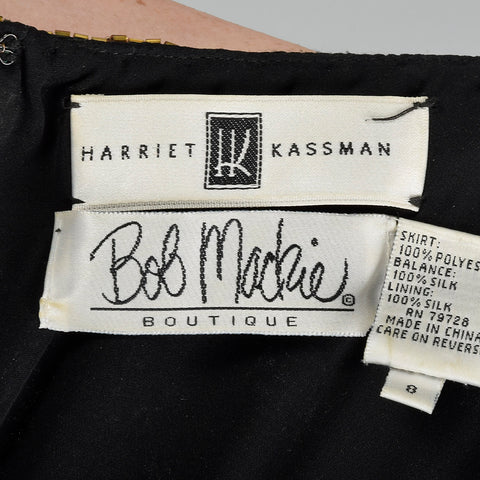 HARRIET HK KASSMAN
Bob Mackie ©
BOUTIQUE
SKIRT:
100% POLYES
BALANCE:
100% SILK
LINING:
100% SILK
RN 79728
MADE IN CHINA
CARE ON REVERS
8